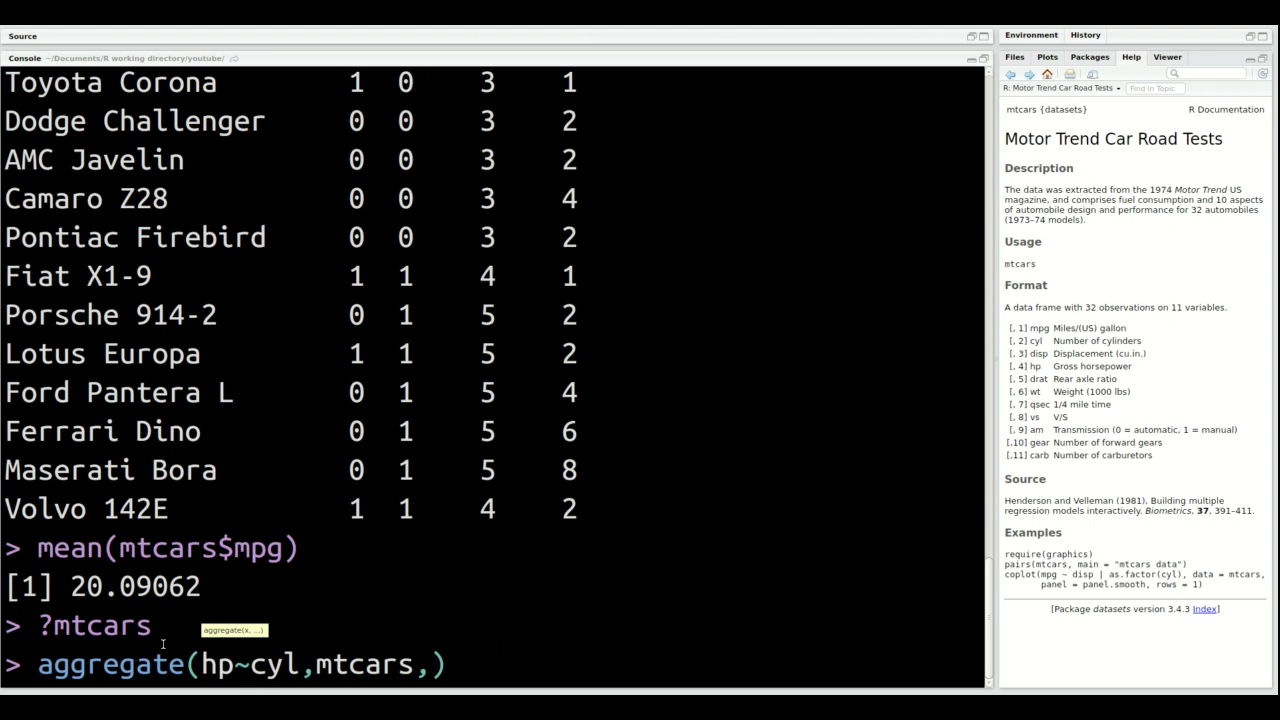 Source
Console ~/Documents/R working directory/youtube/
Toyota Corona 1 0 3 1
Dodge Challenger 0 0 3 2
AMC Javelin 0 0 3 2
Camaro Z28 0 0 3 4
Pontiac Firebird 0 0 3 2
Fiat X1-9 1 1 4 1
Porsche 914-2 0 1 5 2
Lotus Europa 1 1 5 2
Ford Pantera L 0 1 5 4
Ferrari Dino 0 1 5 6
Maserati Bora 0 1 5 8
Volvo 142E 1 1 4 2
> mean(mtcars$mpg)
[1] 20.09062
> ?mtcars
aggregate(x, ...)
> aggregate(hp~cyl,mtcars,)
Environment History
Files Plots Packages Help Viewer
R: Motor Trend Car Road Tests Find in Topic
mtcars {datasets} R Documentation
Motor Trend Car Road Tests
Description
The data was extracted from the 1974 Motor Trend US
magazine, and comprises fuel consumption and 10 aspects
of automobile design and performance for 32 automobiles
(1973–74 models).
Usage
mtcars
Format
A data frame with 32 observations on 11 variables.
[, 1] mpg Miles/(US) gallon
[, 2] cyl Number of cylinders
[, 3] disp Displacement (cu.in.)
[, 4] hp Gross horsepower
[, 5] drat Rear axle ratio
[, 6] wt Weight (1000 lbs)
[, 7] qsec 1/4 mile time
[, 8] vs V/S
[, 9] am Transmission (0 = automatic, 1 = manual)
[,10] gear Number of forward gears
[,11] carb Number of carburetors
Source
Henderson and Velleman (1981), Building multiple
regression models interactively. Biometrics, 37, 391–411.
Examples
require(graphics)
pairs(mtcars, main = "mtcars data")
coplot(mpg ~ disp | as.factor(cyl), data = mtcars,
panel = panel.smooth, rows = 1)
[Package datasets version 3.4.3 Index]